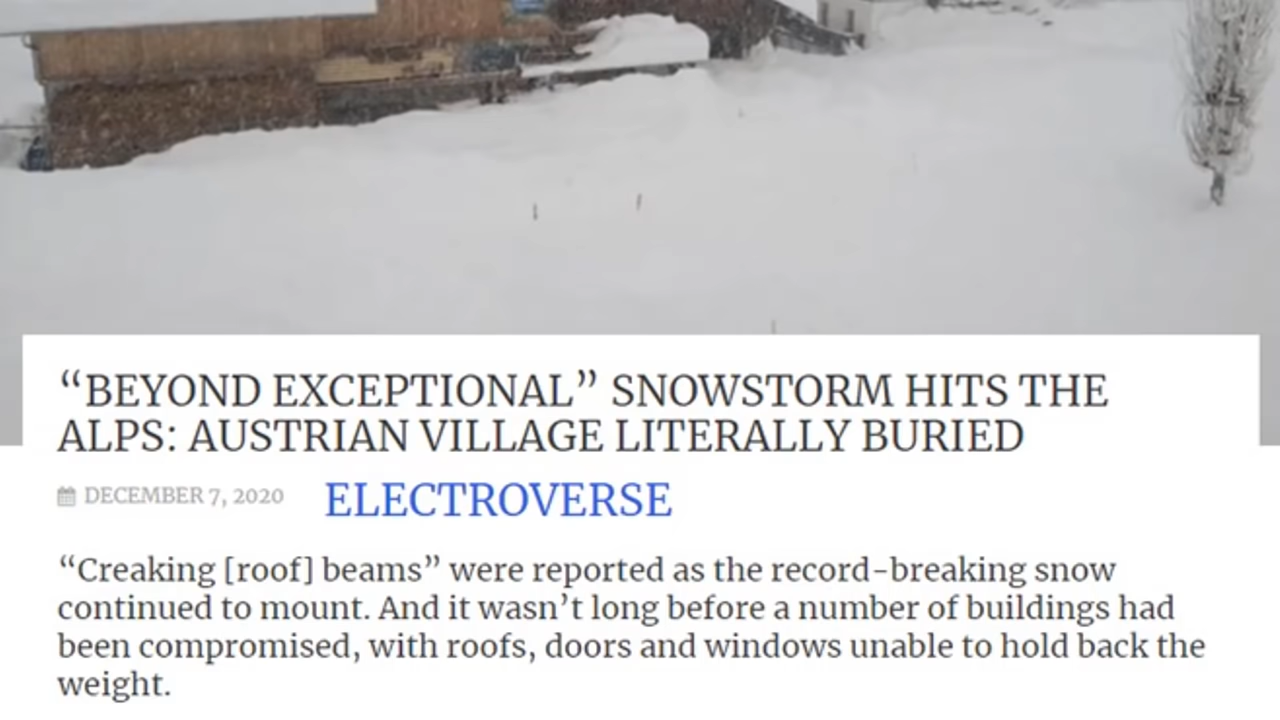 “BEYOND EXCEPTIONAL” SNOWSTORM HITS THE
ALPS: AUSTRIAN VILLAGE LITERALLY BURIED
DECEMBER 7, 2020 ELECTROVERSE
“Creaking [roof] beams” were reported as the record-breaking snow
continued to mount. And it wasn’t long before a number of buildings had
been compromised, with roofs, doors and windows unable to hold back the
weight.